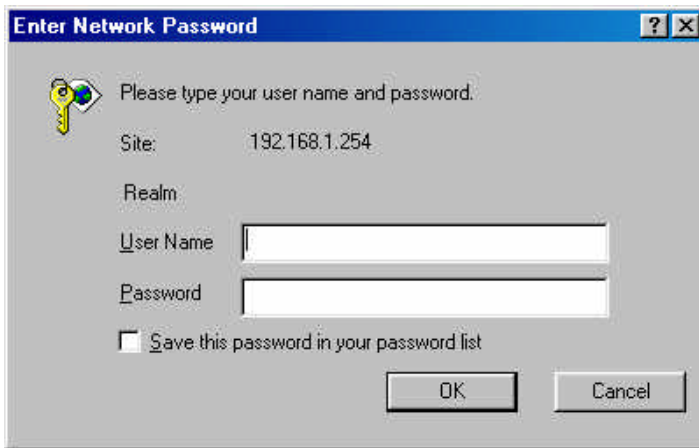 Enter Network Password
Please type your user name and password.
Site: 192.168.1.254
Realm
User Name
Password
Save this password in your password list
OK Cancel